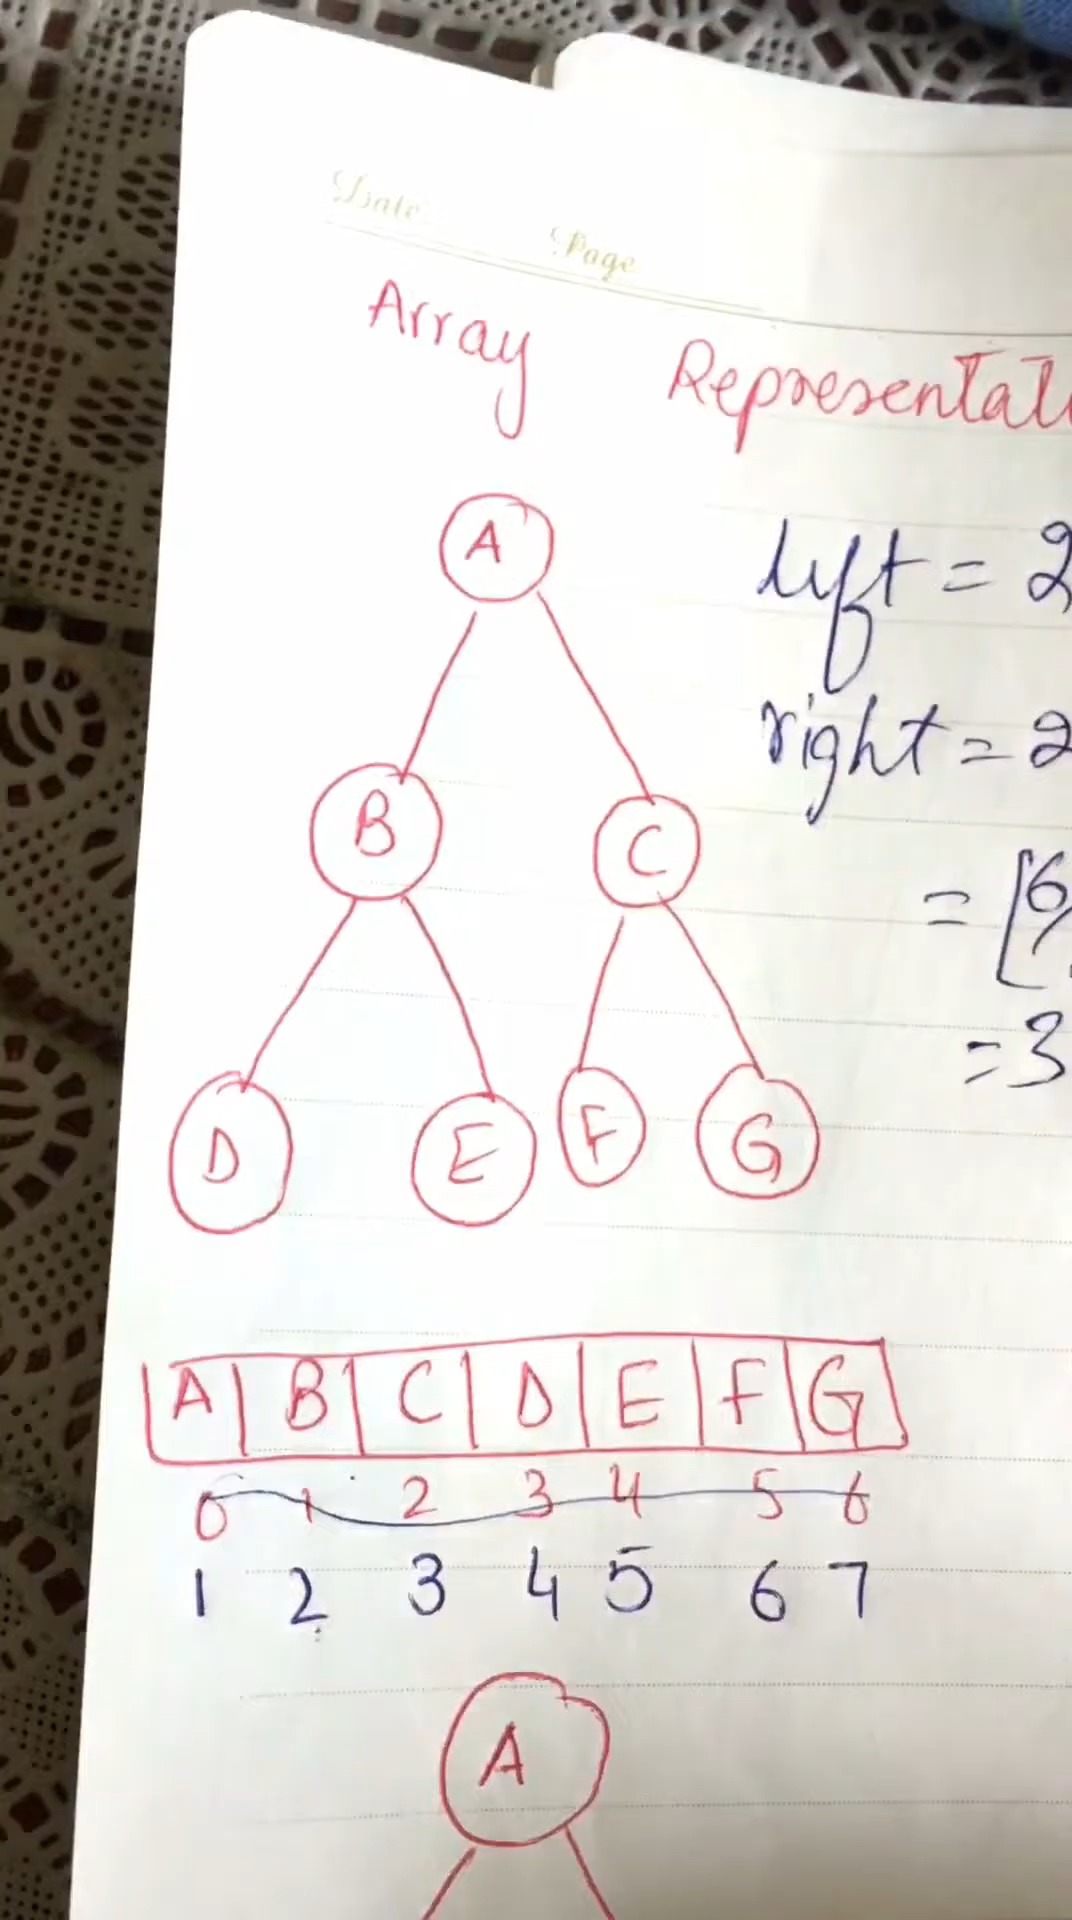 Date
Page
Array Representati
A
left = 2
right = 2
B C
= [6/
= 3
D E F G
A B C D E F G
0 1 2 3 4 5 6
1 2 3 4 5 6 7
A